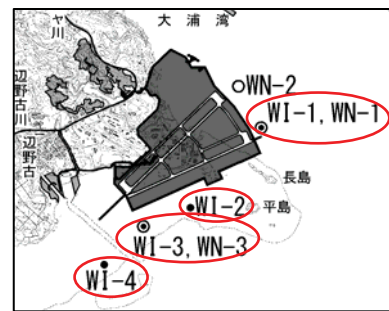 大浦湾
ヤ川
辺野古川
辺野古
WN-2
WI-1, WN-1
長島
平島
WI-2
WI-3, WN-3
WI-4